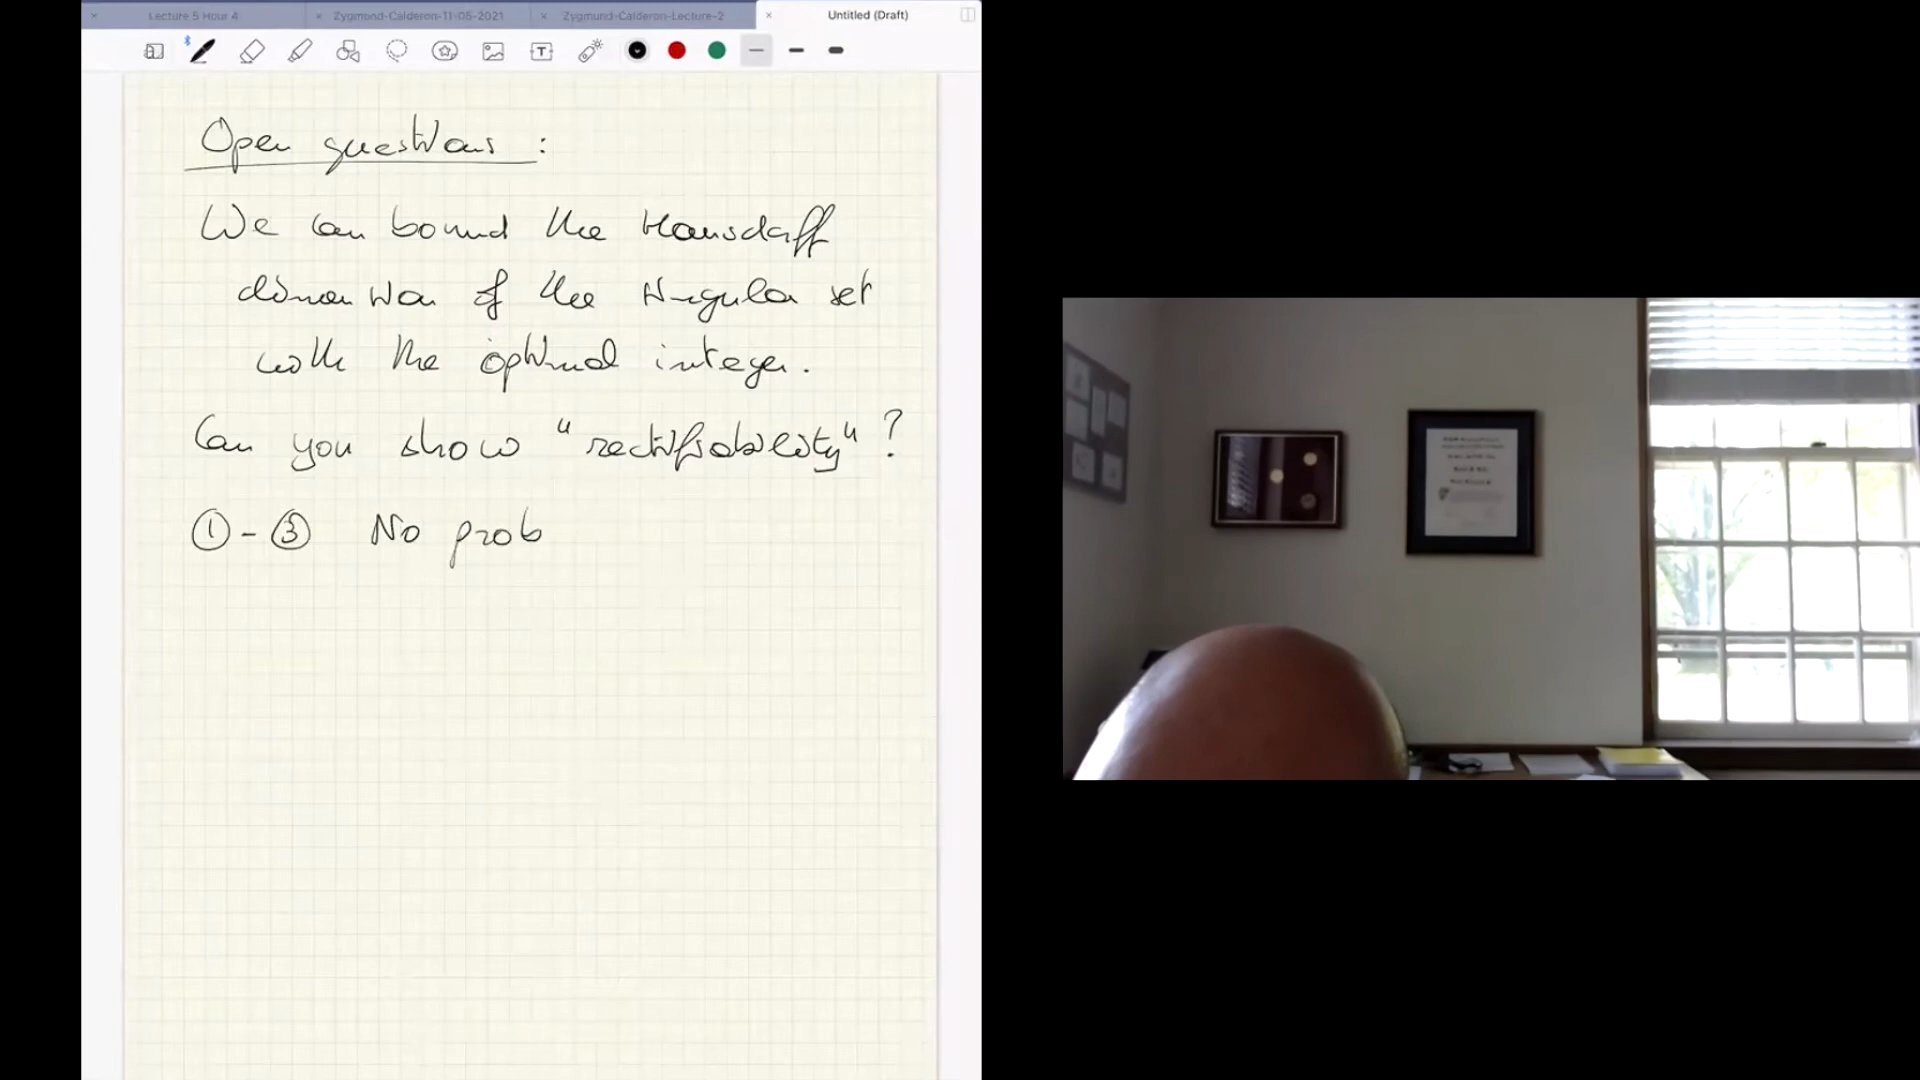 Lecture 5 Hour 4
Zygmund-Calderon-11-05-2021
Zygmund-Calderon-Lecture-2
Untitled (Draft)
Open questions :
We can bound the Hausdorff
dimension of the singular set
with the optimal integer.
Can you show "rectifiability" ?
① - ③ No prob